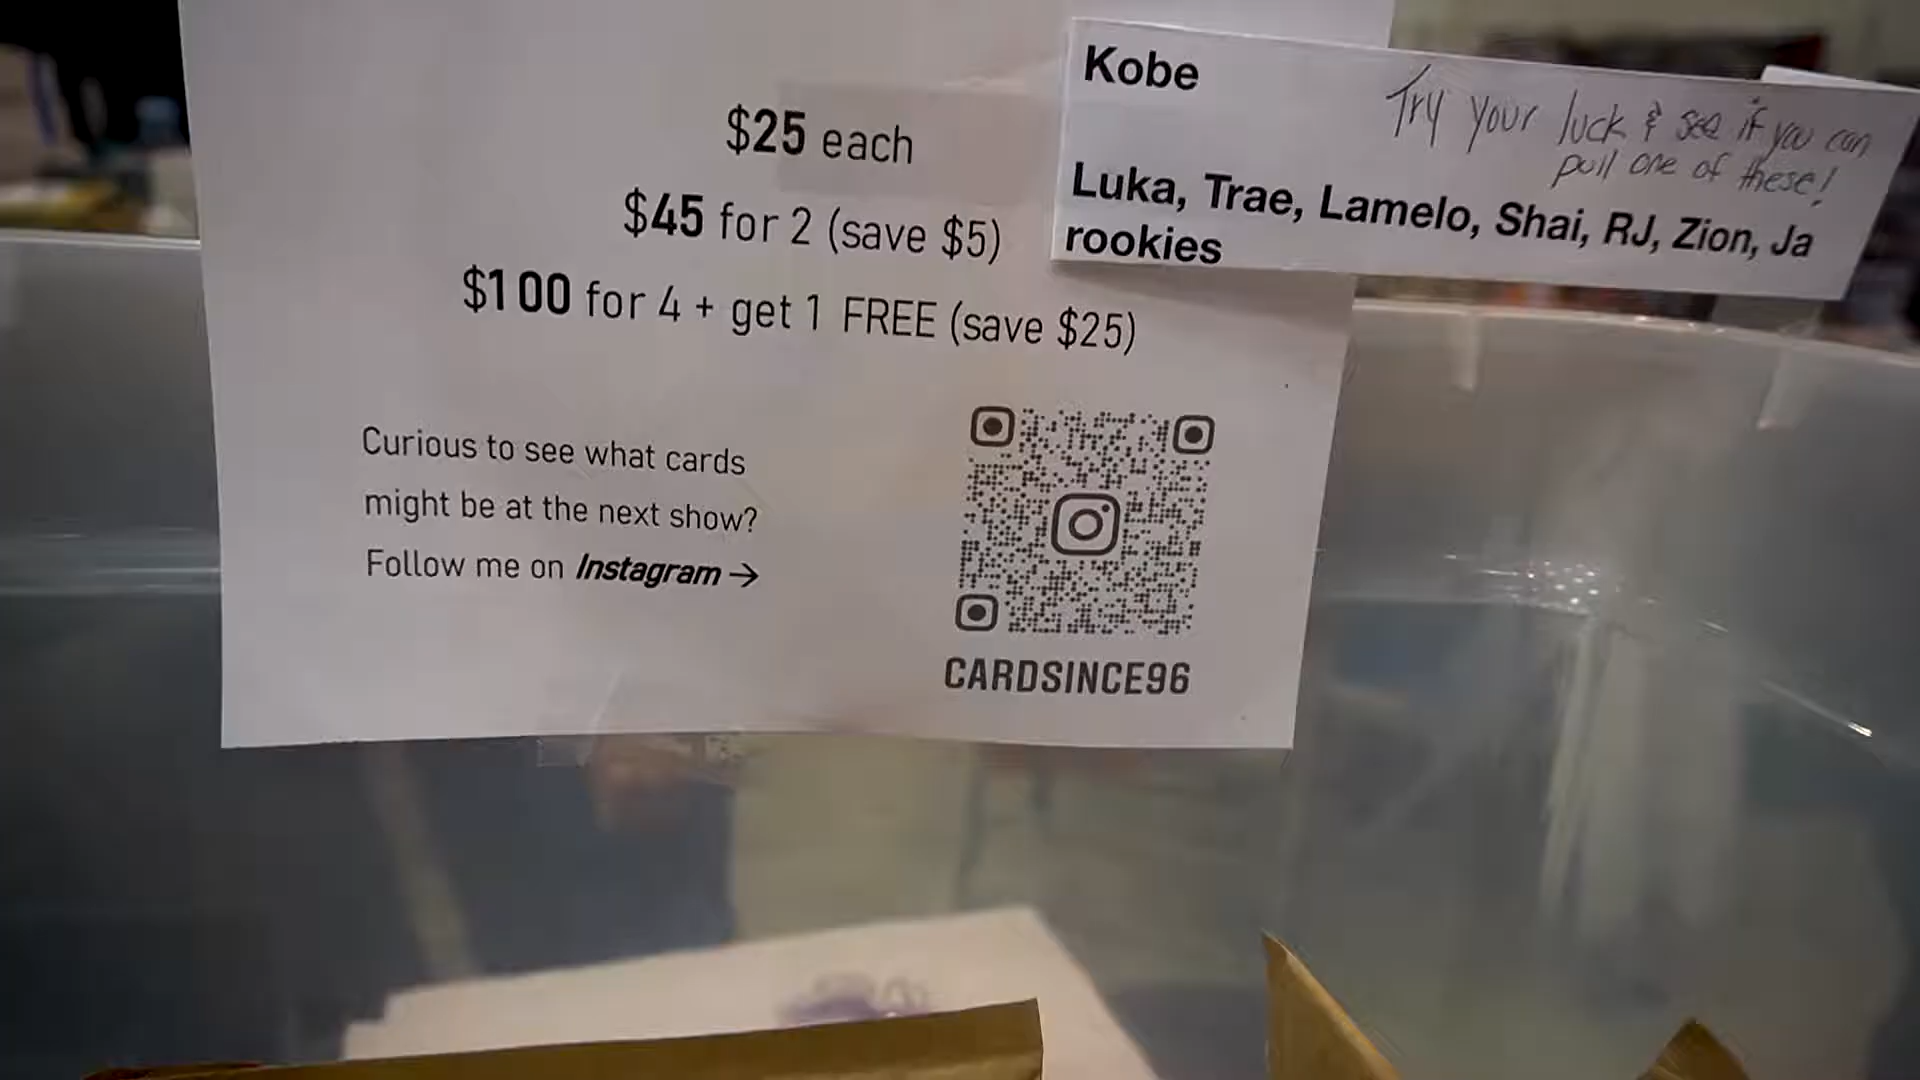 $25 each
$45 for 2 (save $5)
$100 for 4 + get 1 FREE (save $25)
Kobe
Try your luck & see if you can
pull one of these!
Luka, Trae, Lamelo, Shai, RJ, Zion, Ja
rookies
Curious to see what cards
might be at the next show?
Follow me on Instagram →
CARDSINCE96